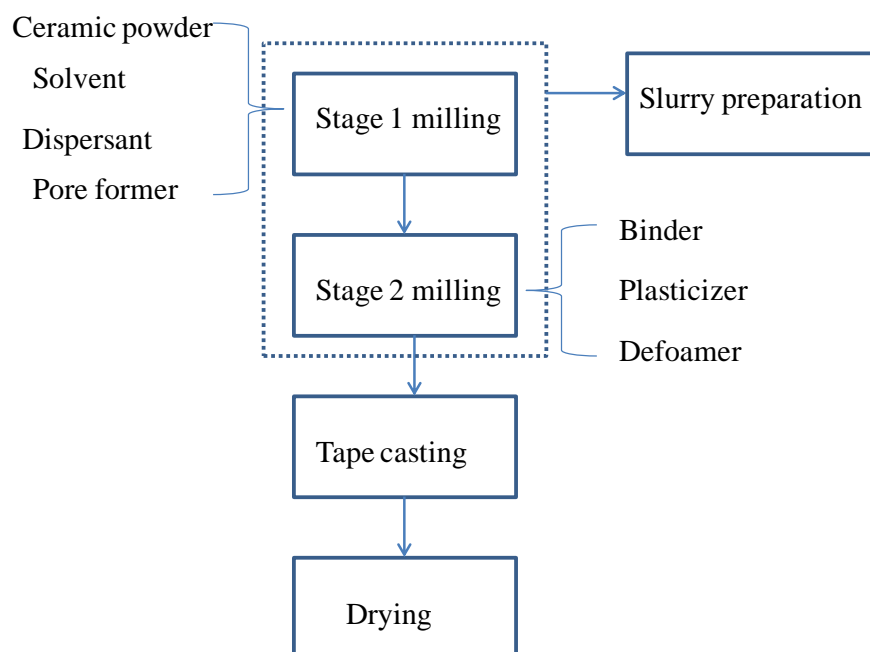 Ceramic powder
Solvent
Dispersant
Pore former
Stage 1 milling
Slurry preparation
Stage 2 milling
Binder
Plasticizer
Defoamer
Tape casting
Drying